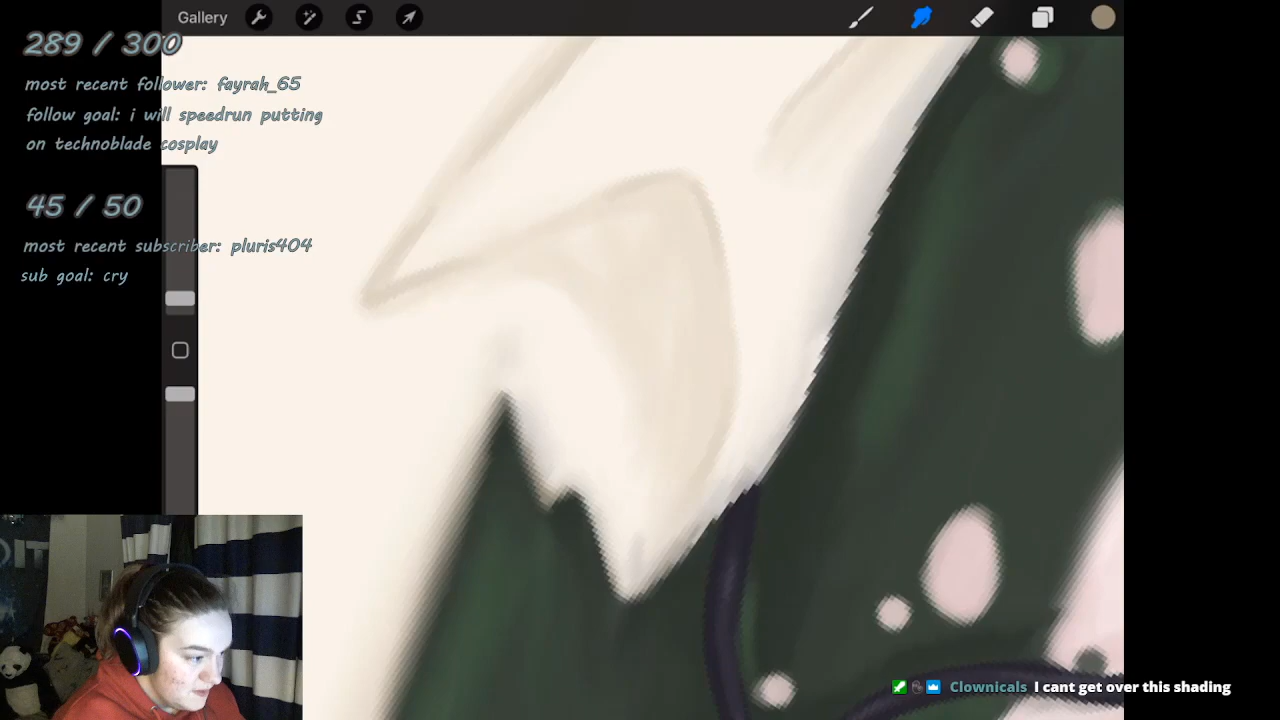 Gallery
289 / 300
most recent follower: fayrah_65
follow goal: i will speedrun putting
on technoblade cosplay
45 / 50
most recent subscriber: pluris404
sub goal: cry
Clownicals I cant get over this shading